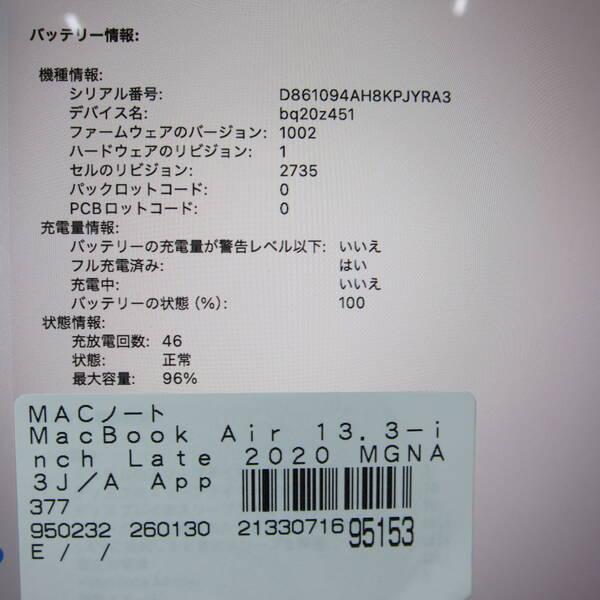 バッテリー情報:
機種情報:
シリアル番号: D861094AH8KPJYRA3
デバイス名: bq20z451
ファームウェアのバージョン: 1002
ハードウェアのリビジョン: 1
セルのリビジョン: 2735
パックロットコード: 0
PCBロットコード: 0
充電量情報:
バッテリーの充電量が警告レベル以下: いいえ
フル充電済み: はい
充電中: いいえ
バッテリーの状態 (%): 100
状態情報:
充放電回数: 46
状態: 正常
最大容量: 96%
MACノート
MacBook Air 13.3-i
nch Late 2020 MGNA
3J/A App
377
950232 260130 21330716 95153
E / /